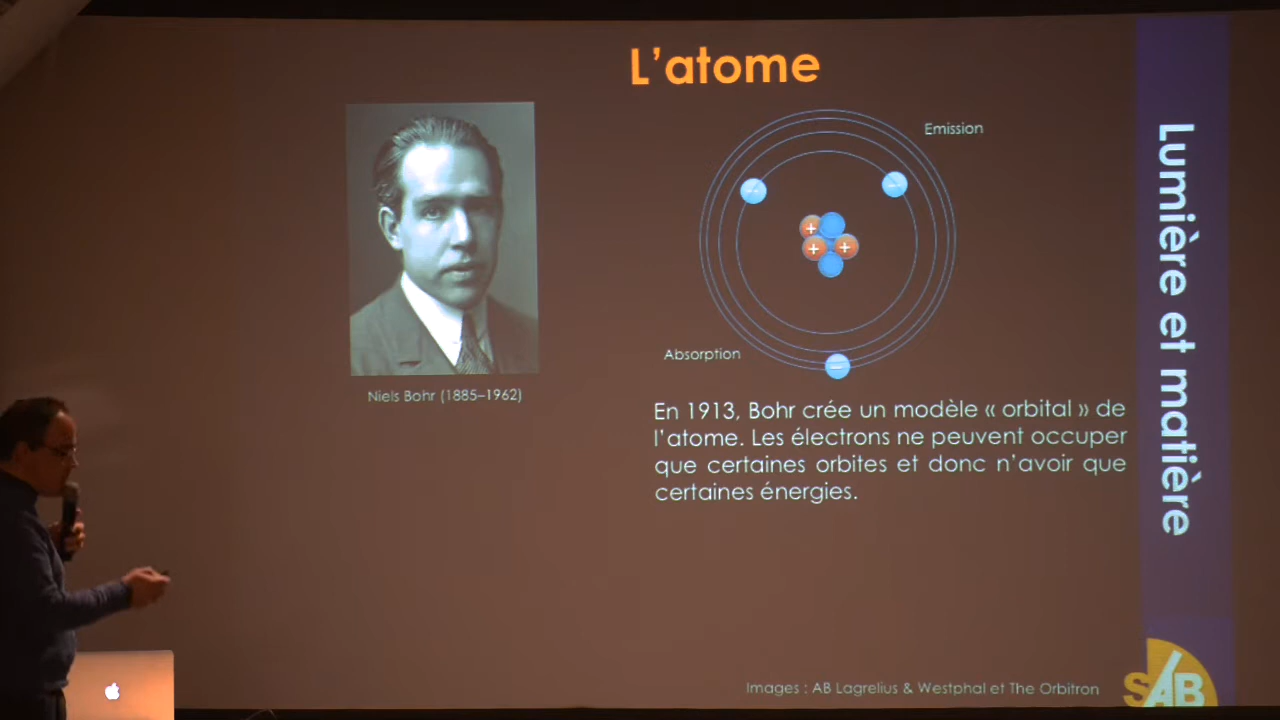 L'atome
Emission
Absorption
Niels Bohr (1885–1962)
En 1913, Bohr crée un modèle « orbital » de
l'atome. Les électrons ne peuvent occuper
que certaines orbites et donc n'avoir que
certaines énergies.
Lumière et matière
Images : AB Lagrelius & Westphal et The Orbitron
SAB